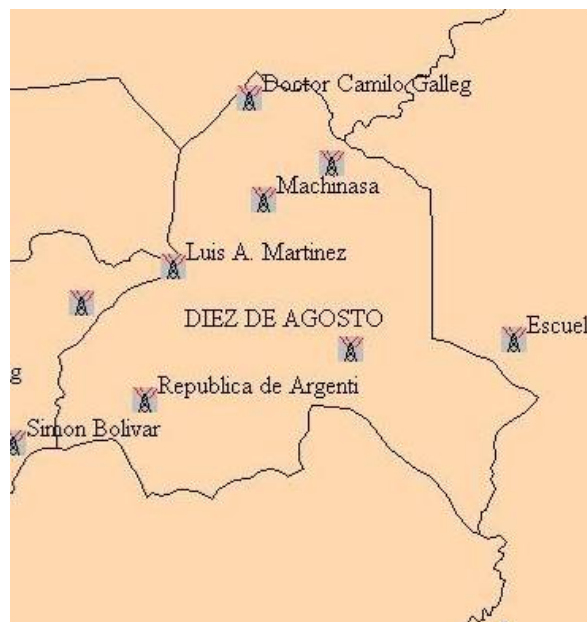 Doctor Camilo Galleg
Machinasa
Luis A. Martinez
DIEZ DE AGOSTO
Escuel
g
Republica de Argenti
Simon Bolivar